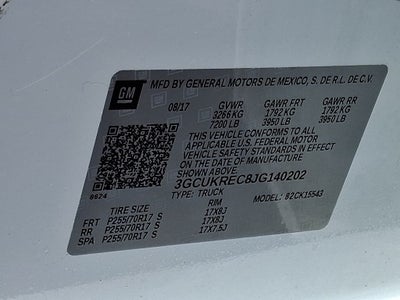 GM MFD BY GENERAL MOTORS DE MEXICO, S. DE R.L. DE C.V.
08/17 GVWR GAWR FRT GAWR RR
3266 KG 1792 KG 1792 KG
7200 LB 3950 LB 3950 LB
THIS VEHICLE CONFORMS TO ALL
APPLICABLE U.S. FEDERAL MOTOR
VEHICLE SAFETY STANDARDS IN EFFECT
ON THE DATE OF MANUFACTURE
SHOWN ABOVE.
3GCUKREC8JG140202
8624 TYPE: TRUCK MODEL: 82CK15543
TIRE SIZE RIM
FRT P255/70R17 S 17X8J
RR P255/70R17 S 17X8J
SPA P255/70R17 S 17X7.5J